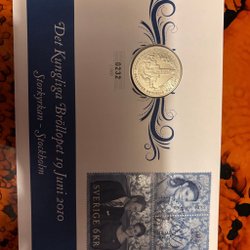 Det Kungliga Bröllopet 19 Juni 2010
Storkyrkan - Stockholm
0232
SVERIGE 6 KR